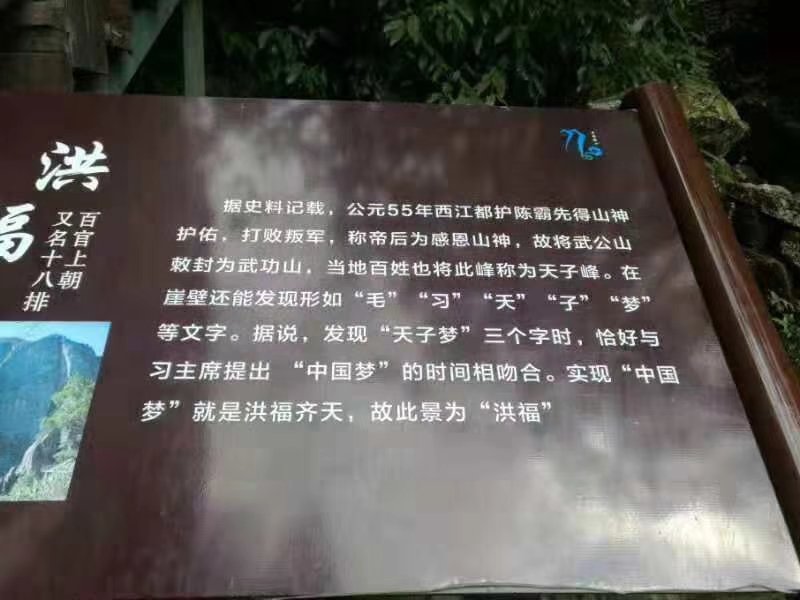 洪福
百官上朝
又名十八排
据史料记载，公元55年西江都护陈霸先得山神
护佑，打败叛军，称帝后为感恩山神，故将武公山
敕封为武功山，当地百姓也将此峰称为天子峰。在
崖壁还能发现形如“毛”“习”“天”“子”“梦”
等文字。据说，发现“天子梦”三个字时，恰好与
习主席提出 “中国梦”的时间相吻合。实现“中国
梦”就是洪福齐天，故此景为“洪福”